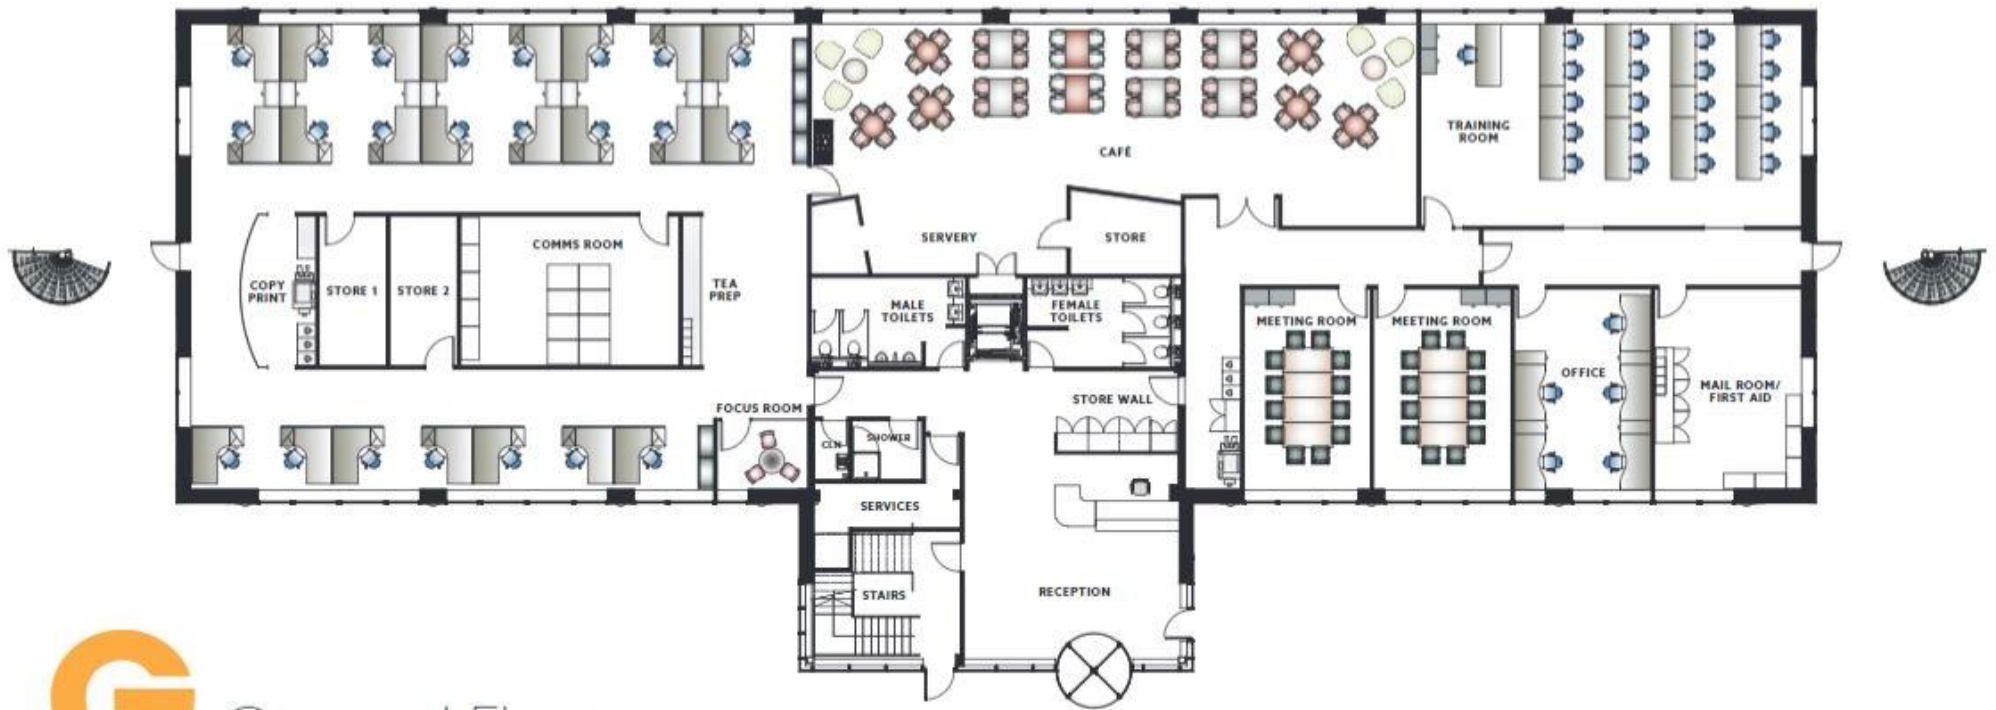 CAFÉ
TRAINING
ROOM
SERVERY
STORE
COMMS ROOM
COPY
PRINT
STORE 1
STORE 2
TEA
PREP
MALE
TOILETS
FEMALE
TOILETS
MEETING ROOM
MEETING ROOM
OFFICE
MAIL ROOM/
FIRST AID
FOCUS ROOM
STORE WALL
CLN
SHOWER
SERVICES
STAIRS
RECEPTION